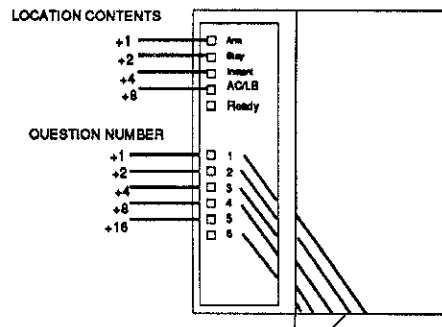 LOCATION CONTENTS
+1 Arm
+2 Stay
+4 Instant
+8 AC/LB
Ready
QUESTION NUMBER
+1 1
+2 2
+4 3
+8 4
+16 5
6